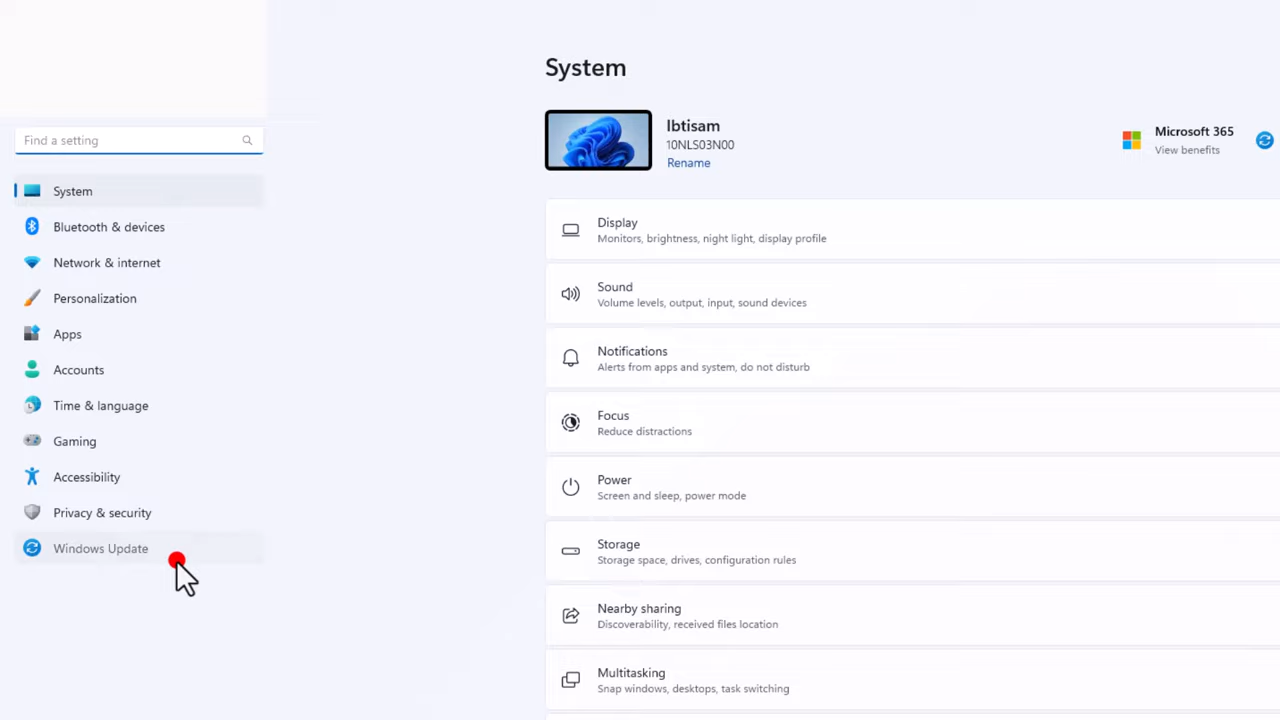 Find a setting
System
Bluetooth & devices
Network & internet
Personalization
Apps
Accounts
Time & language
Gaming
Accessibility
Privacy & security
Windows Update
System
Ibtisam
10NLS03N00
Rename
Microsoft 365
View benefits
Display
Monitors, brightness, night light, display profile
Sound
Volume levels, output, input, sound devices
Notifications
Alerts from apps and system, do not disturb
Focus
Reduce distractions
Power
Screen and sleep, power mode
Storage
Storage space, drives, configuration rules
Nearby sharing
Discoverability, received files location
Multitasking
Snap windows, desktops, task switching